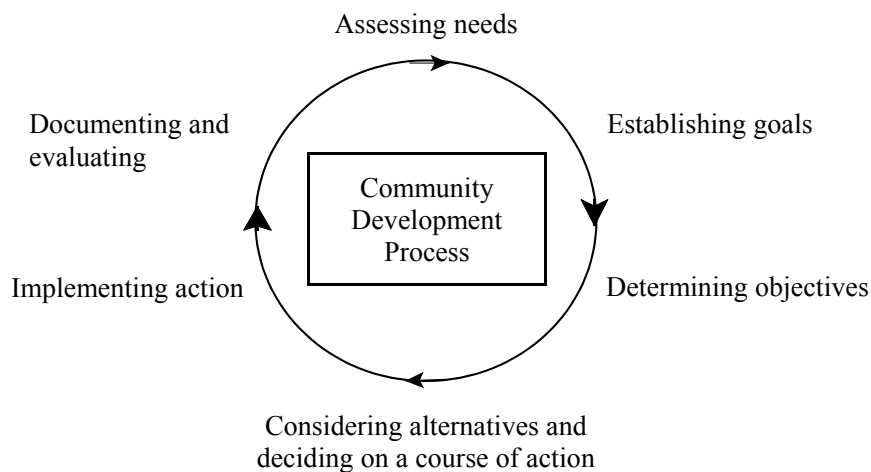 Assessing needs
Establishing goals
Determining objectives
Considering alternatives and
deciding on a course of action
Implementing action
Documenting and
evaluating
Community
Development
Process